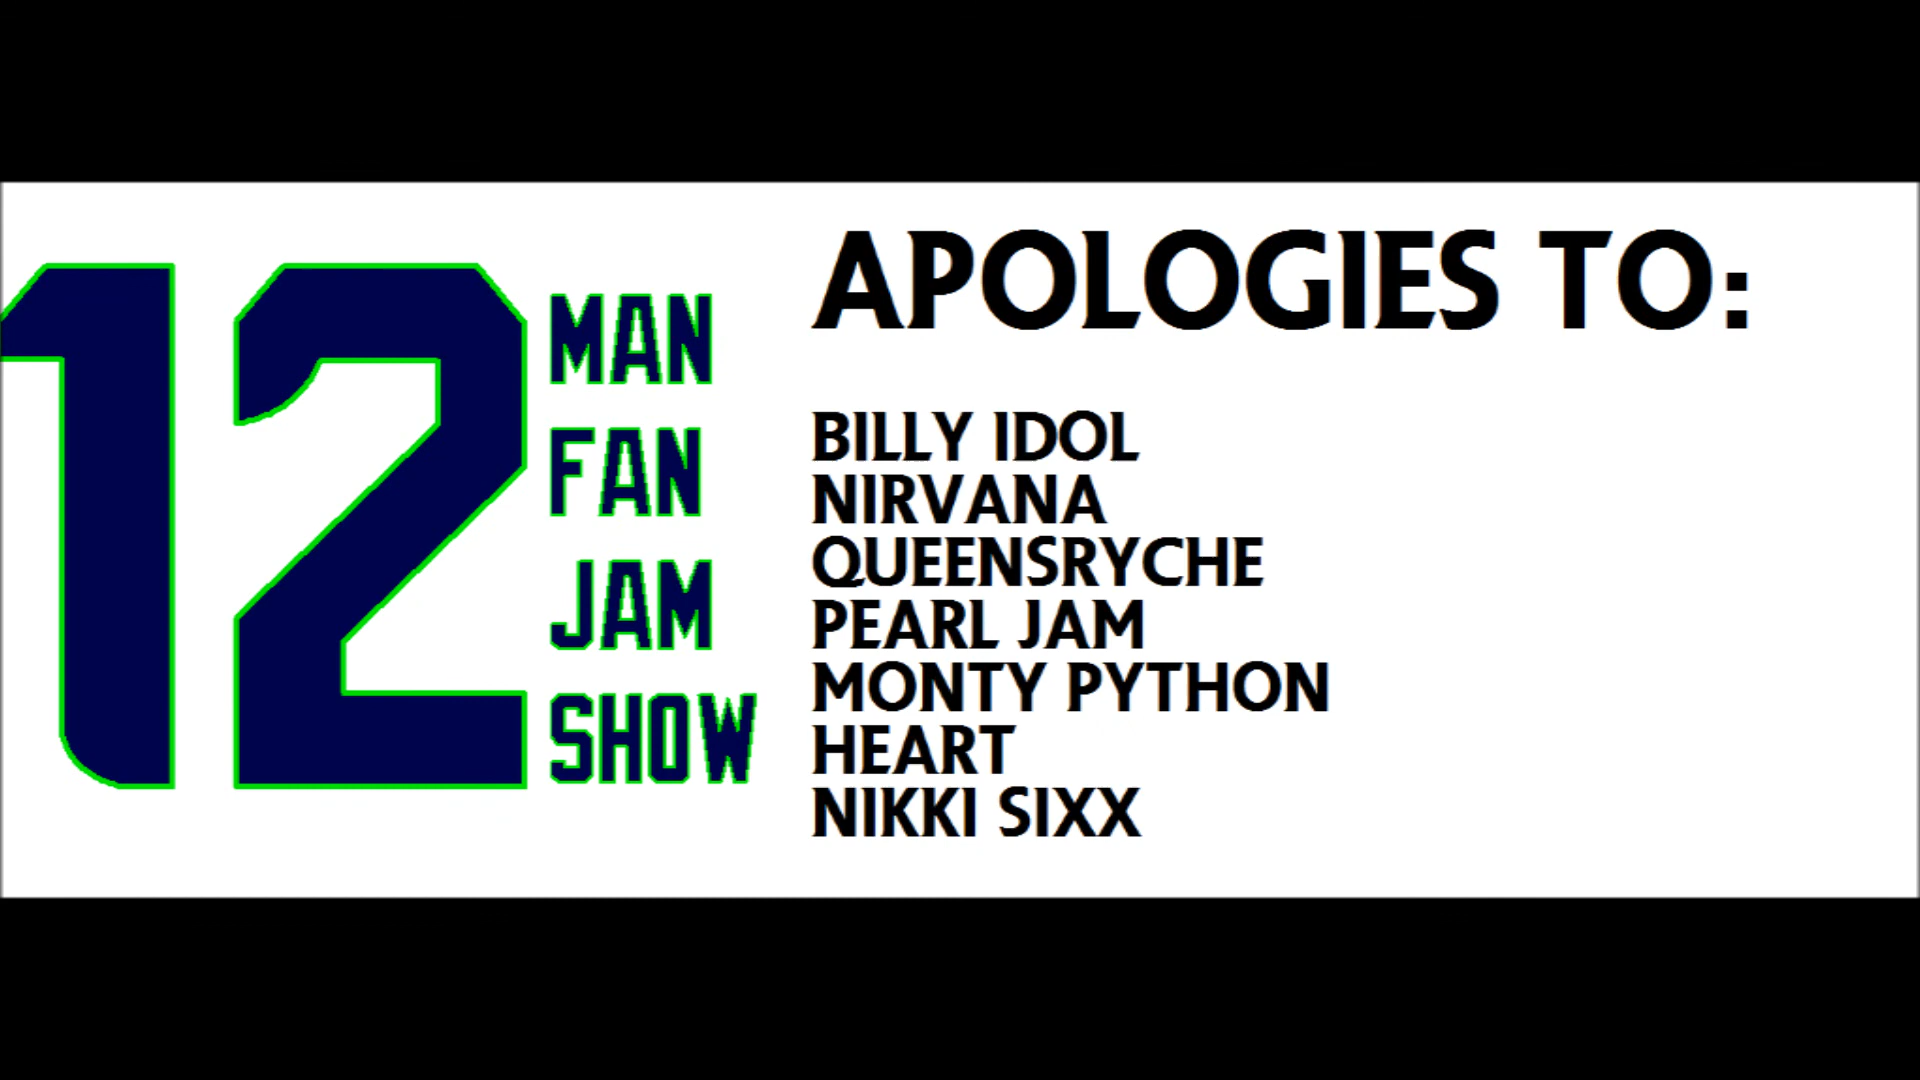 12
MAN
FAN
JAM
SHOW
APOLOGIES TO:
BILLY IDOL
NIRVANA
QUEENSRYCHE
PEARL JAM
MONTY PYTHON
HEART
NIKKI SIXX